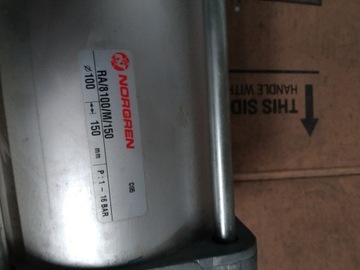 NORGREN
RA/8100/M/150
⌀ 100 ↔ 150 mm P: 1 - 16 BAR
THIS SIDE
HANDLE WITH